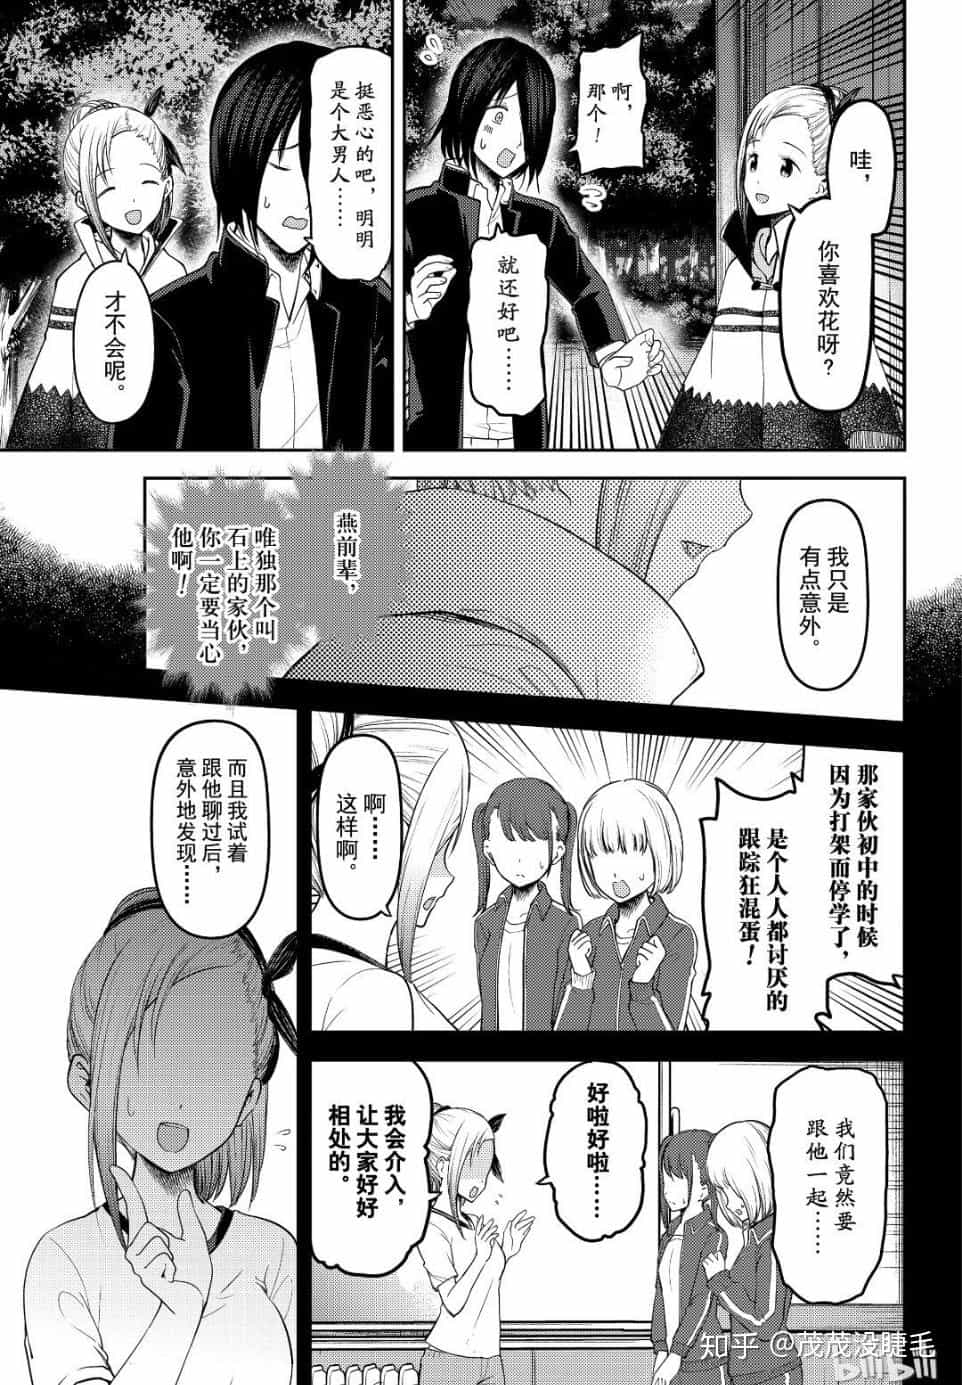 哇，
你喜欢花呀？
啊，
那个！
就还好吧……
挺恶心的吧，明明
是个大男人……
才不会呢。
我只是
有点意外。
燕前辈，
唯独那个叫
石上的家伙，
你一定要当心
他啊！
那家伙初中的时候
因为打架而停学了，
是个人人都讨厌的
跟踪狂混蛋！
啊……
这样啊。
而且我试着
跟他聊过后，
意外地发现……
我们竟然要
跟他一起……
好啦好啦……
我会介入，
让大家好好
相处的。
知乎 @茂茂没睫毛
bilibili